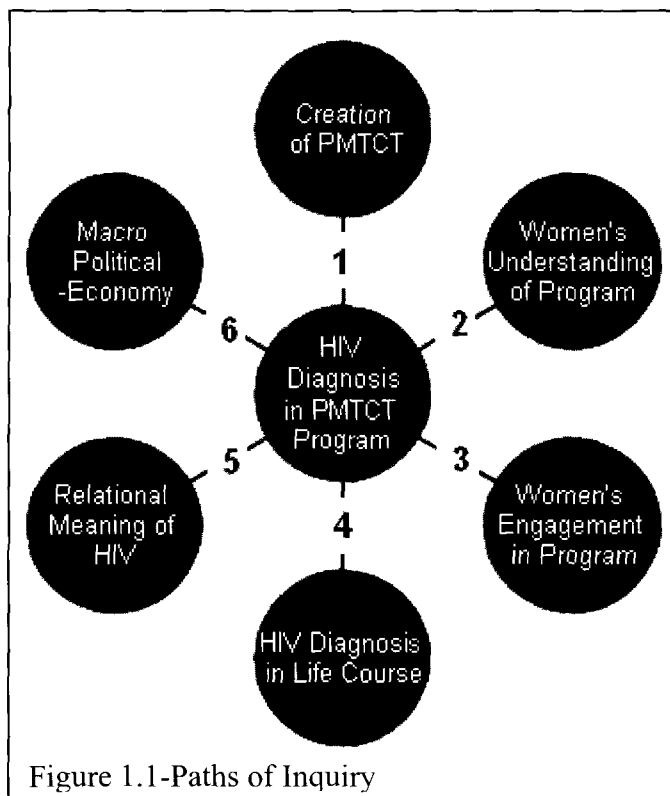 Creation
of PMTCT
1
Macro
Political
-Economy
6
Women's
Understanding
of Program
2
HIV
Diagnosis
in PMTCT
Program
5
Relational
Meaning of
HIV
3
Women's
Engagement
in Program
4
HIV Diagnosis
in Life Course
Figure 1.1-Paths of Inquiry